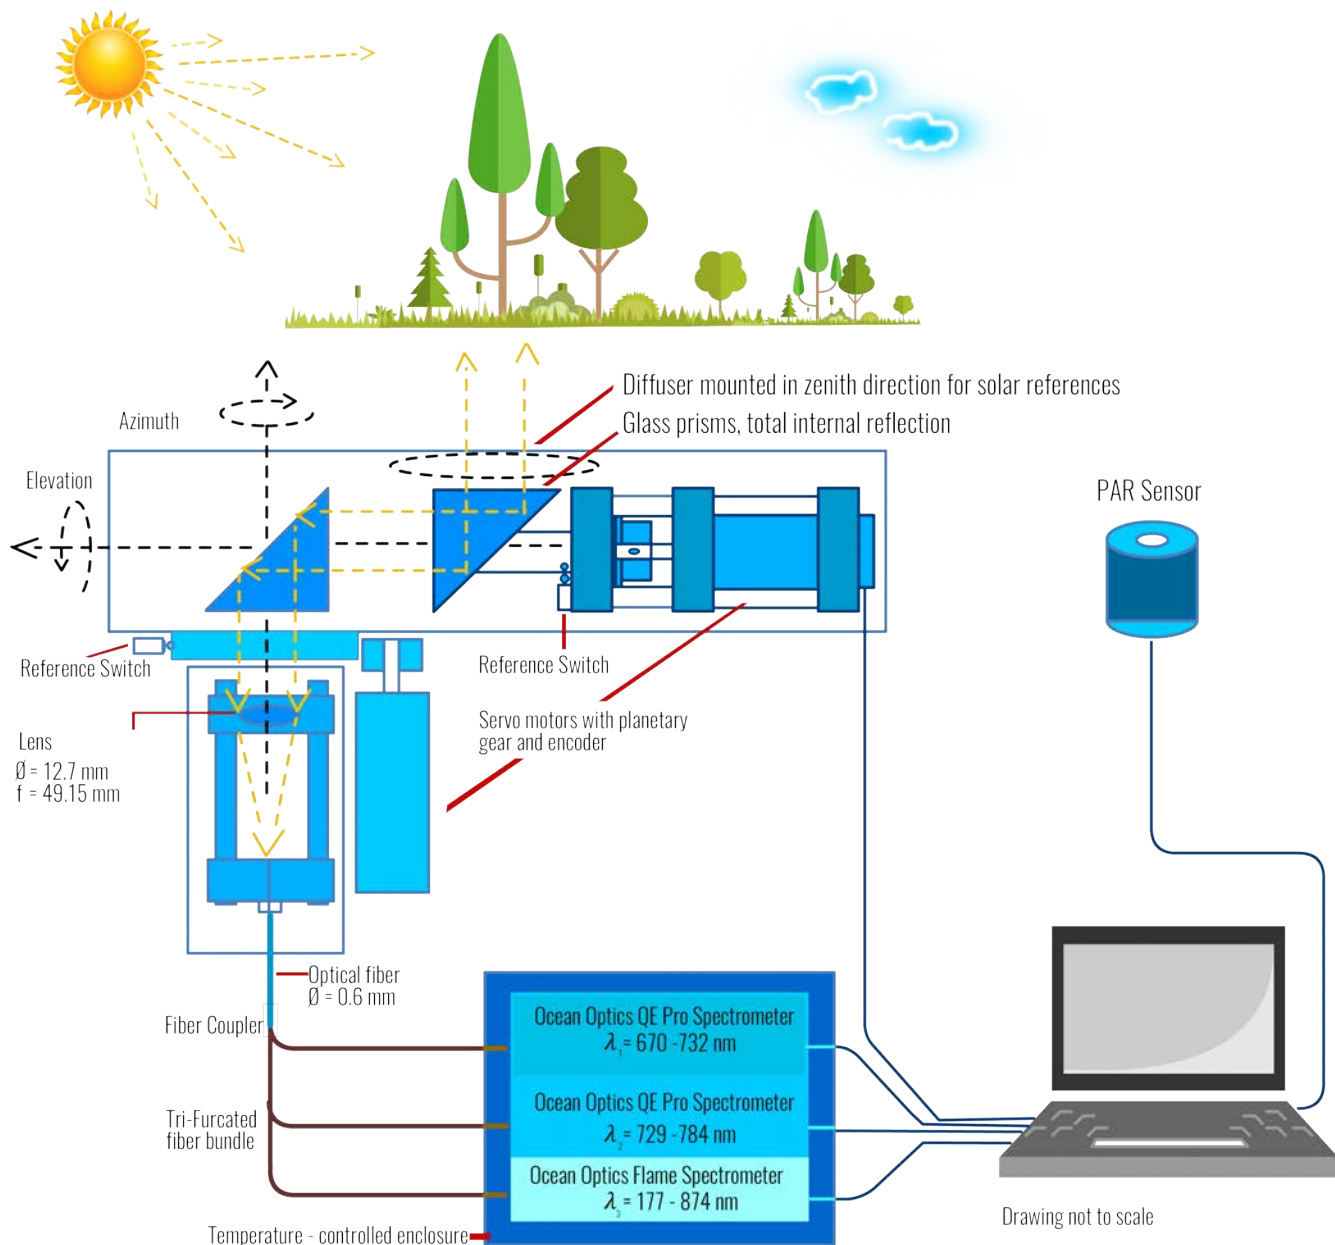 Diffuser mounted in zenith direction for solar references
Glass prisms, total internal reflection
Azimuth
Elevation
PAR Sensor
Reference Switch
Reference Switch
Servo motors with planetary
gear and encoder
Lens
Ø = 12.7 mm
f = 49.15 mm
Optical fiber
Ø = 0.6 mm
Fiber Coupler
Tri-Furcated
fiber bundle
Ocean Optics QE Pro Spectrometer
λ₁= 670 -732 nm
Ocean Optics QE Pro Spectrometer
λ₂= 729 -784 nm
Ocean Optics Flame Spectrometer
λ₃= 177 - 874 nm
Temperature - controlled enclosure
Drawing not to scale